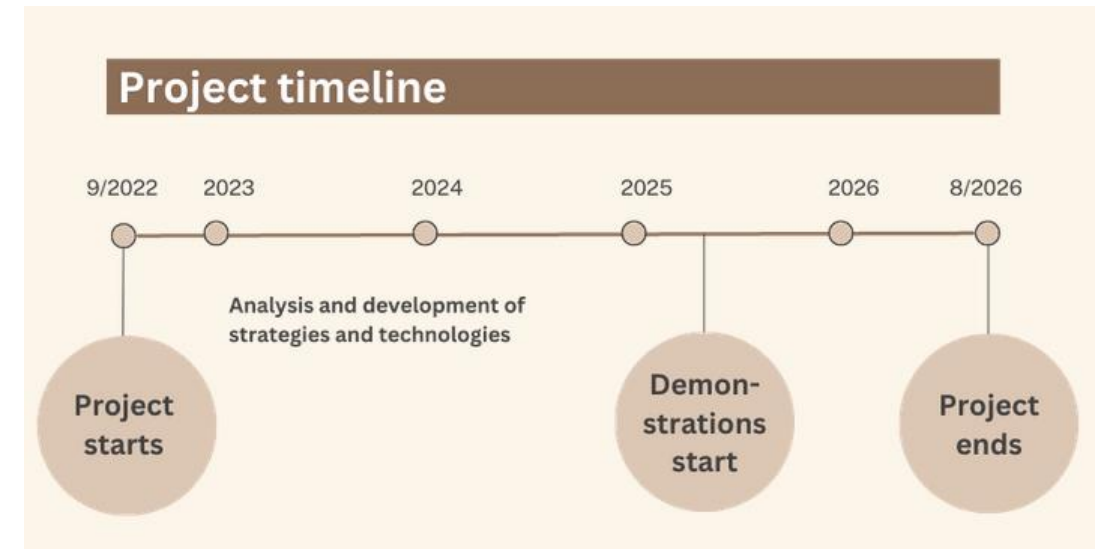 Project timeline
9/2022 2023 2024 2025 2026 8/2026
Analysis and development of
strategies and technologies
Project
starts
Demon-
strations
start
Project
ends